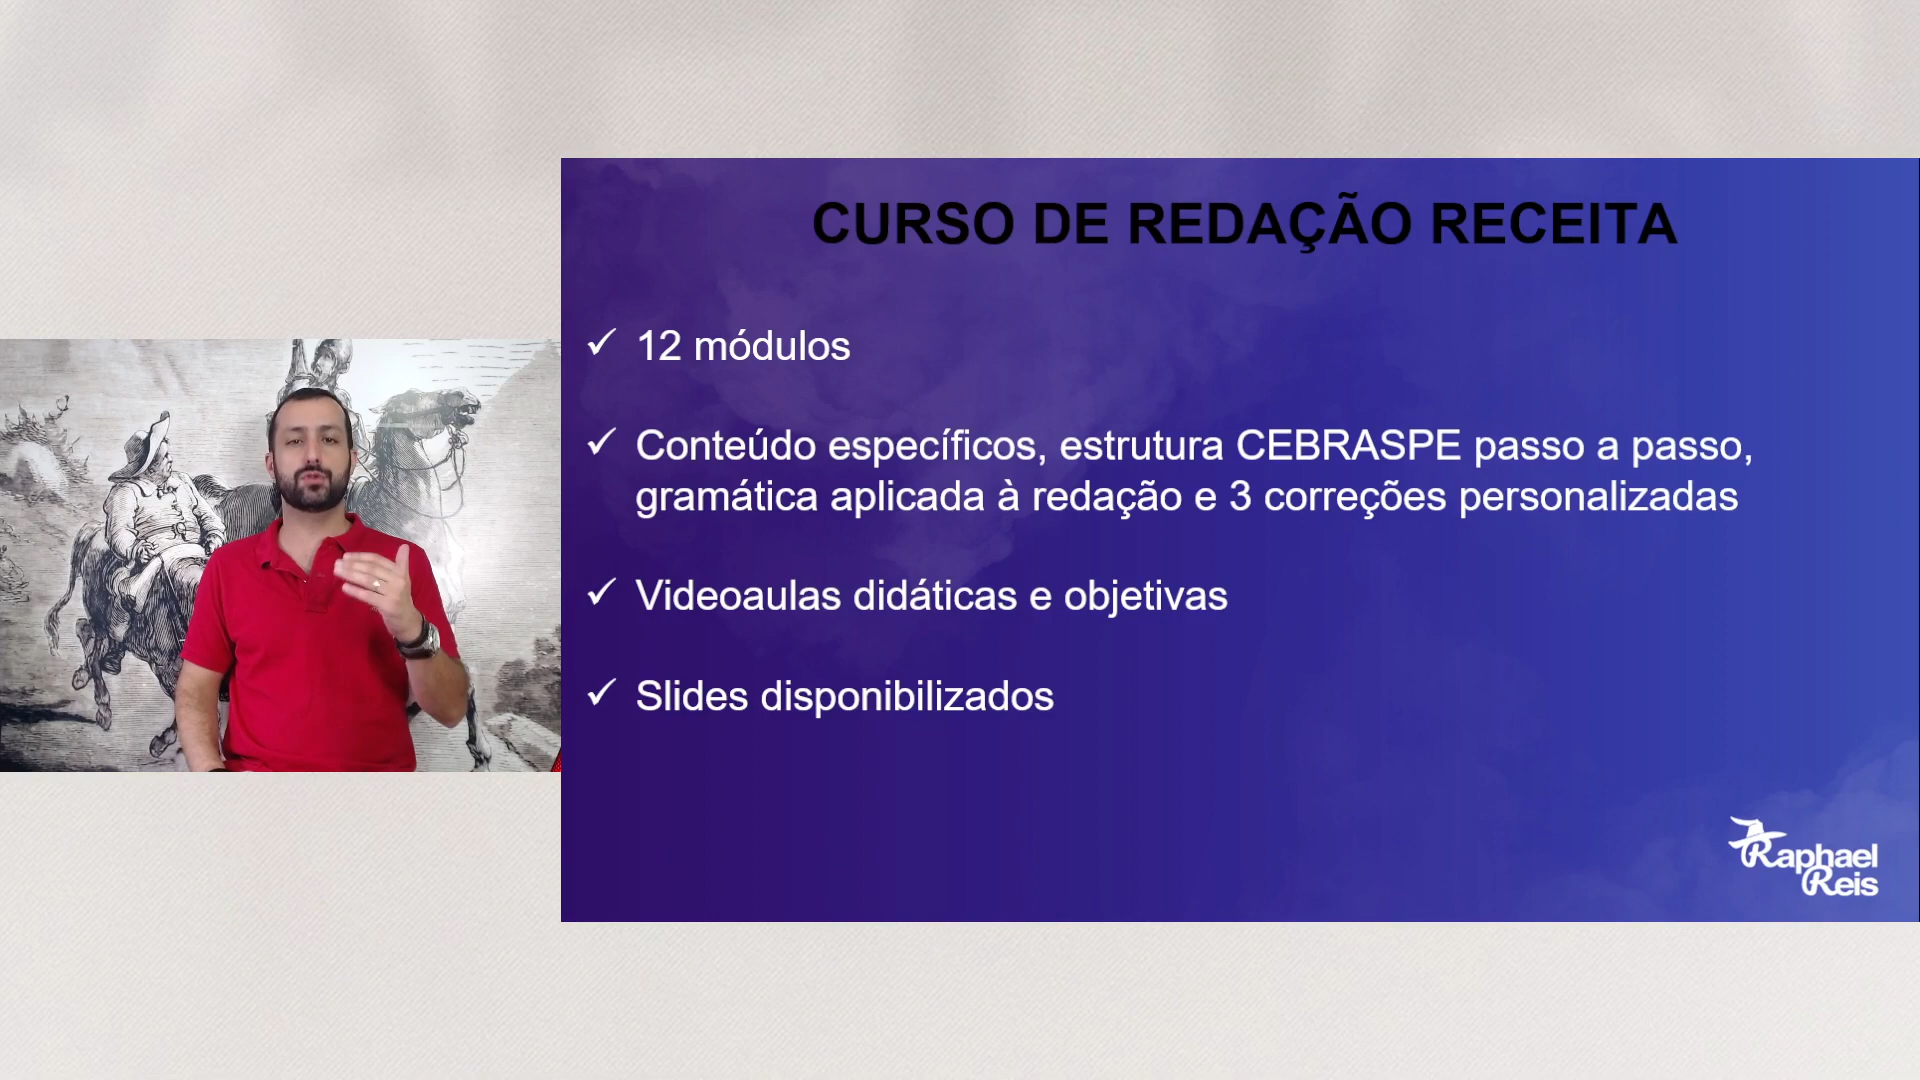 CURSO DE REDAÇÃO RECEITA
✓ 12 módulos
✓ Conteúdo específicos, estrutura CEBRASPE passo a passo,
gramática aplicada à redação e 3 correções personalizadas
✓ Videoaulas didáticas e objetivas
✓ Slides disponibilizados
Raphael
Reis